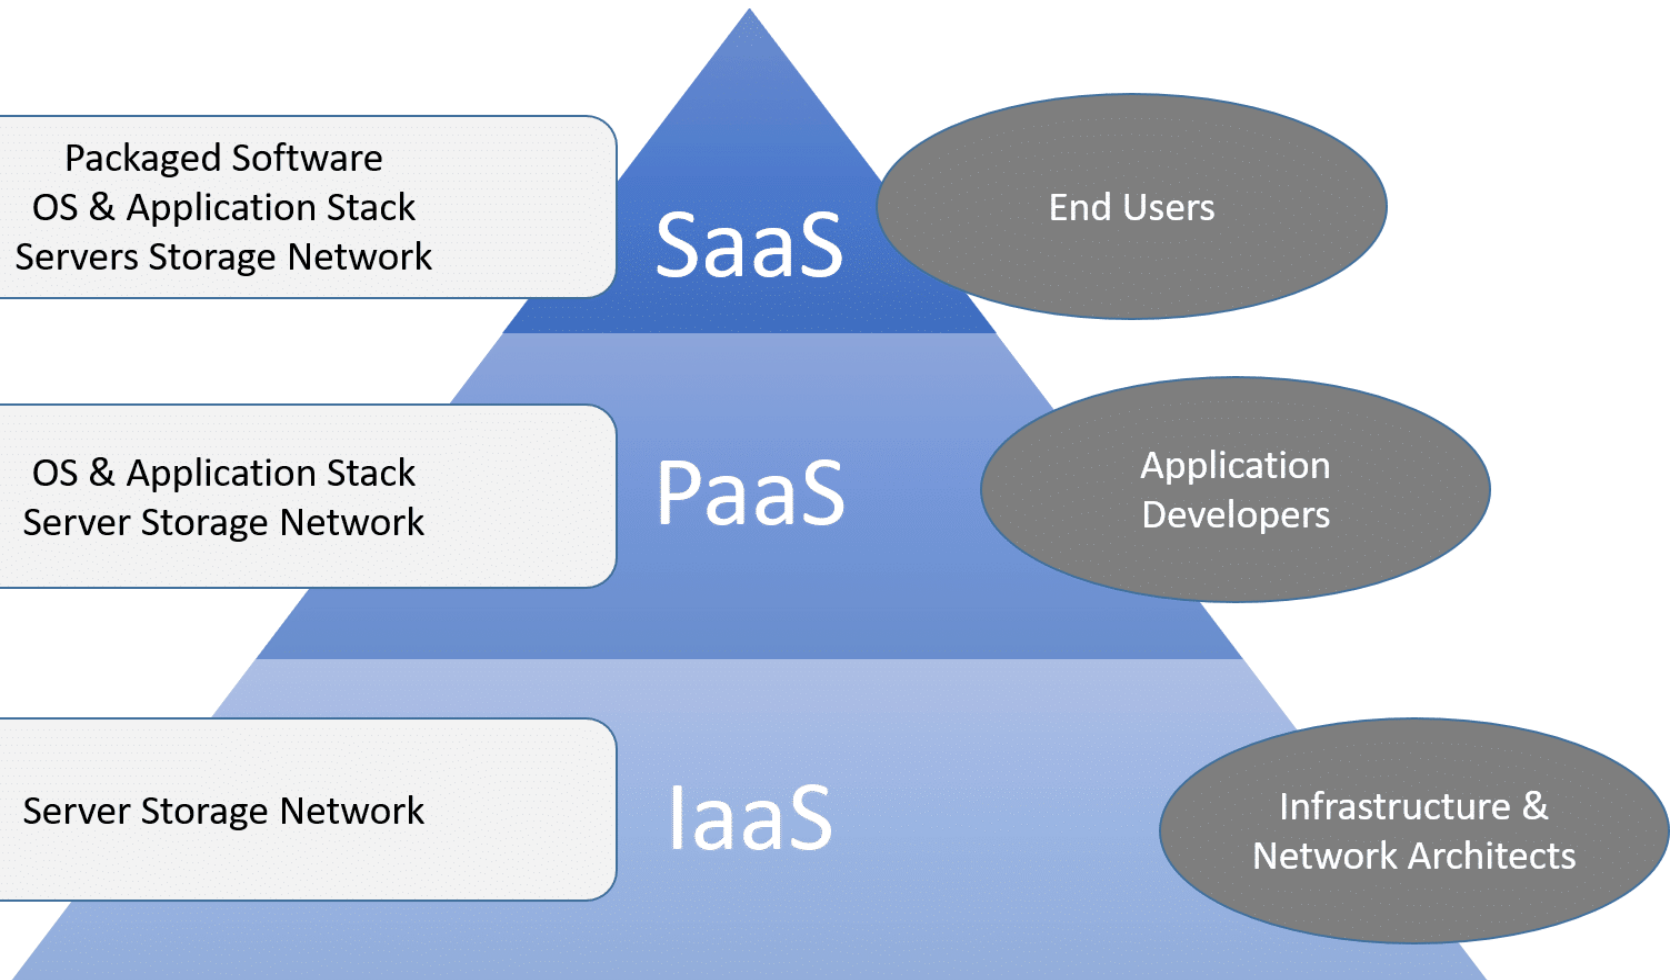 Packaged Software
OS & Application Stack
Servers Storage Network
SaaS
End Users
OS & Application Stack
Server Storage Network
PaaS
Application
Developers
Server Storage Network
IaaS
Infrastructure &
Network Architects